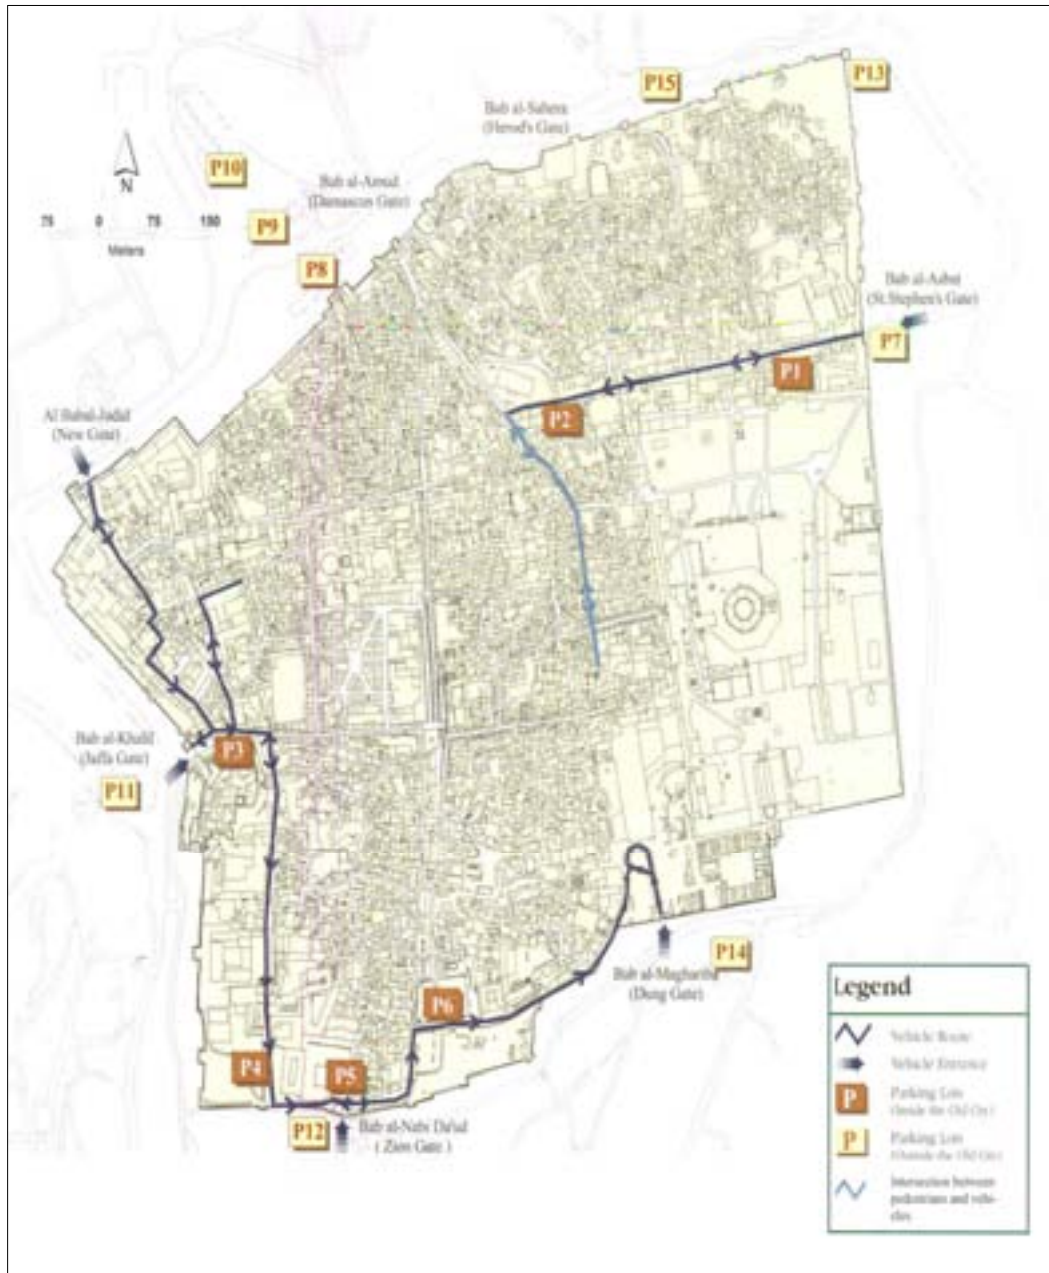 P15
P13
Bab al-Sahera
(Herod's Gate)
P10
N
Bab al-Amud
(Damascus Gate)
75 0 75 150
Meters
P9
P8
Bab al-Asbat
(St.Stephen's Gate)
P7
P1
P2
Al Babul-Jadid
(New Gate)
Bab al-Khalil
(Jaffa Gate)
P3
P11
P14
Bab al-Maghariba
(Dung Gate)
P6
P4
P5
P12
Bab al-Nabi Da'ud
( Zion Gate )
Legend
Vehicle Route
Vehicle Entrance
P
Parking Lots
(Inside the Old City)
P
Parking Lots
(Outside the Old City)
Intersection between
pedestrians and vehi-
cles